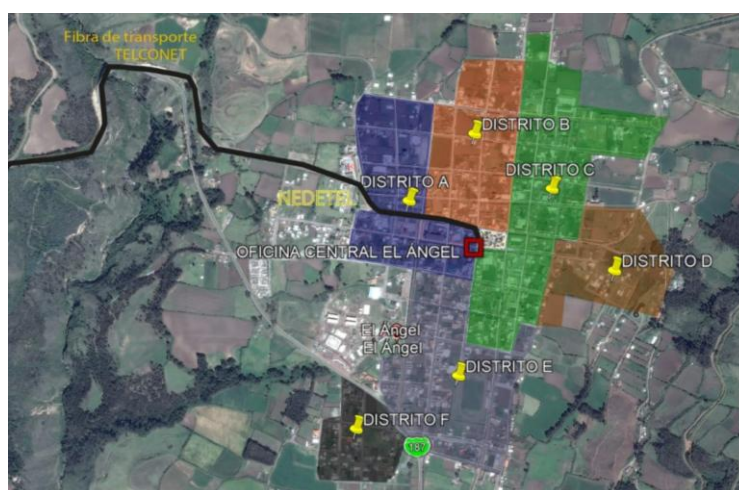 Fibra de transporte
TELCONET
DISTRITO B
DISTRITO C
DISTRITO A
NEDETEL
OFICINA CENTRAL EL ÁNGEL
DISTRITO D
El Ángel
El Ángel
DISTRITO E
DISTRITO F
187